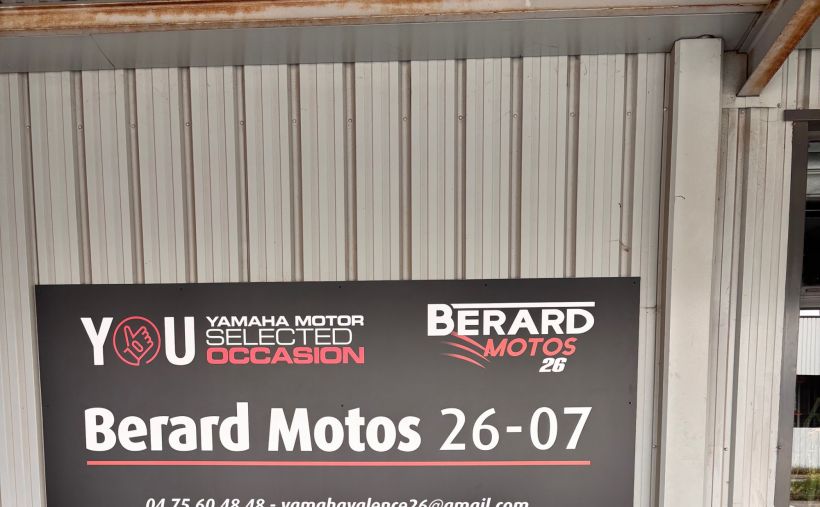 YOU YAMAHA MOTOR
SELECTED
OCCASION
BERARD
MOTOS
26
Berard Motos 26-07
04 75 60 48 48 - yamahavalence26@gmail.com